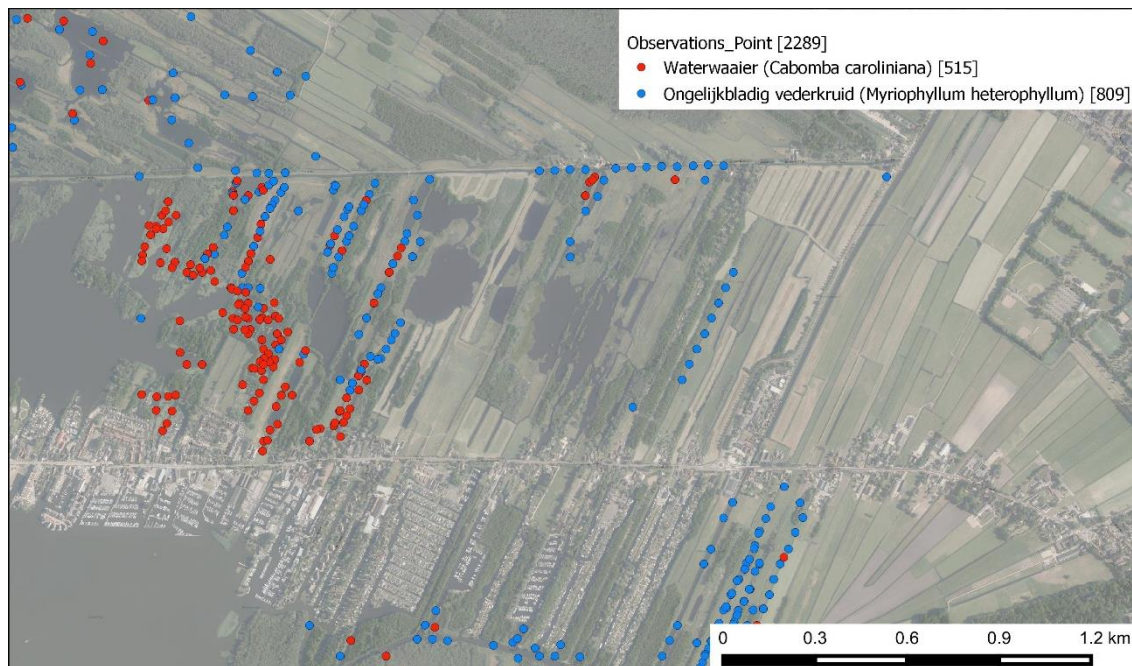 Observations_Point [2289]
Waterwaaier (Cabomba caroliniana) [515]
Ongelijkbladig vederkruid (Myriophyllum heterophyllum) [809]
0 0.3 0.6 0.9 1.2 km